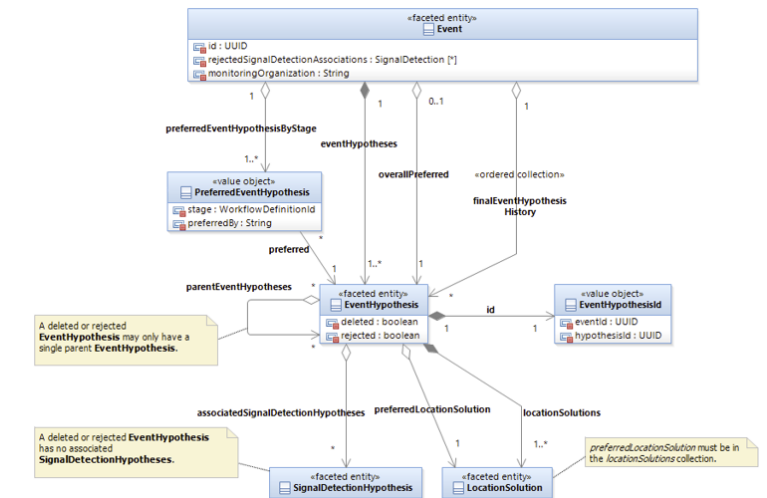 «faceted entity»
Event
id : UUID
rejectedSignalDetectionAssociations : SignalDetection [*]
monitoringOrganization : String
1
1
0..1
1
preferredEventHypothesisByStage
eventHypotheses
1..*
overallPreferred
«ordered collection»
«value object»
PreferredEventHypothesis
finalEventHypothesis
History
stage : WorkflowDefinitionId
preferredBy : String
*
preferred
1
1..*
1
parentEventHypotheses
*
*
«faceted entity»
EventHypothesis
id
«value object»
EventHypothesisId
A deleted or rejected
EventHypothesis may only have a
single parent EventHypothesis.
deleted : boolean
rejected : boolean
1
1
eventId : UUID
hypothesisId : UUID
*
associatedSignalDetectionHypotheses
preferredLocationSolution
locationSolutions
A deleted or rejected EventHypothesis
has no associated
SignalDetectionHypotheses.
*
1
1..*
preferredLocationSolution must be in
the locationSolutions collection.
«faceted entity»
SignalDetectionHypothesis
«faceted entity»
LocationSolution